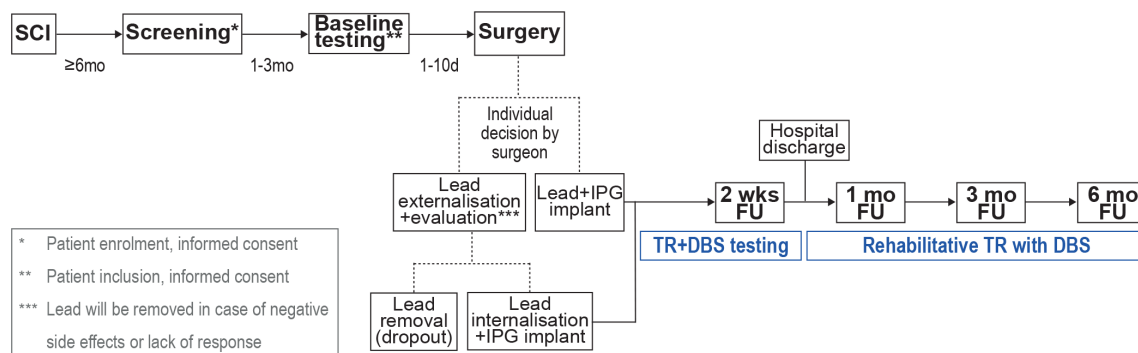 SCI
Screening*
Baseline
testing**
Surgery
≥6mo
1-3mo
1-10d
Individual
decision by
surgeon
Hospital
discharge
Lead
externalisation
+evaluation***
Lead+IPG
implant
2 wks
FU
1 mo
FU
3 mo
FU
6 mo
FU
TR+DBS testing
Rehabilitative TR with DBS
* Patient enrolment, informed consent
** Patient inclusion, informed consent
*** Lead will be removed in case of negative
side effects or lack of response
Lead
removal
(dropout)
Lead
internalisation
+IPG implant